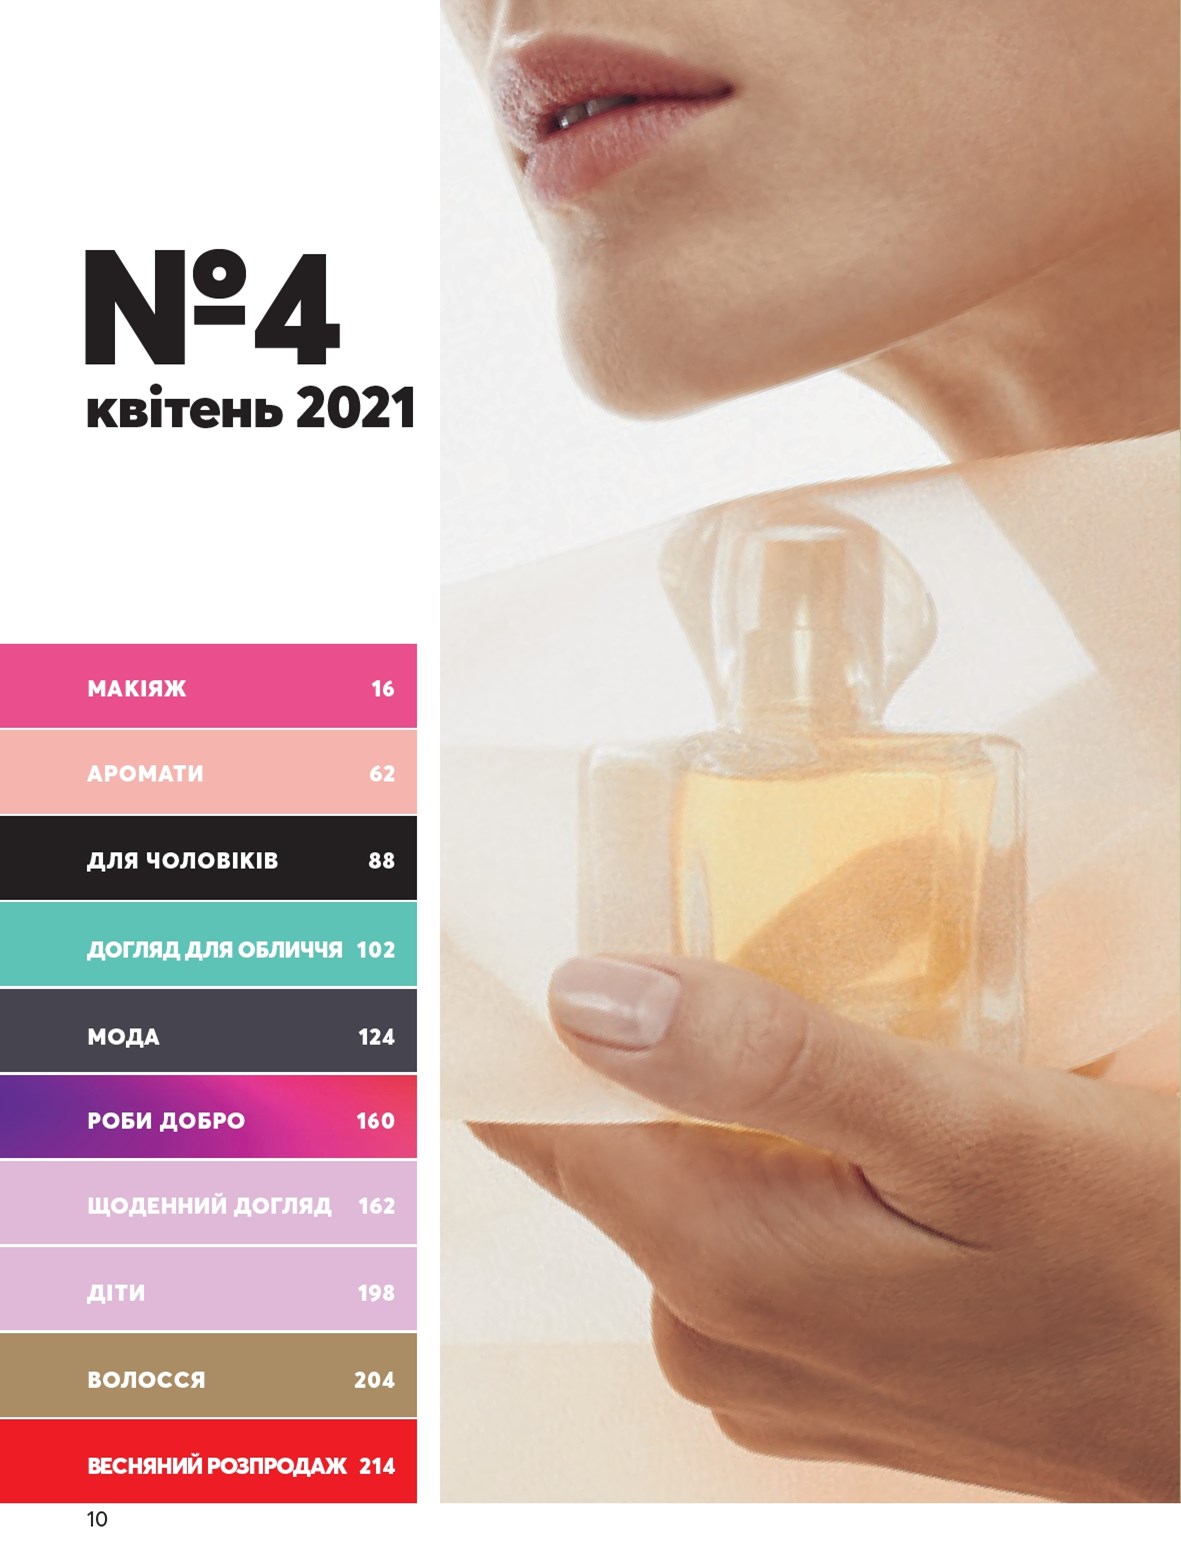 №4
квітень 2021
МАКІЯЖ 16
АРОМАТИ 62
ДЛЯ ЧОЛОВІКІВ 88
ДОГЛЯД ДЛЯ ОБЛИЧЧЯ 102
МОДА 124
РОБИ ДОБРО 160
ЩОДЕННИЙ ДОГЛЯД 162
ДІТИ 198
ВОЛОССЯ 204
ВЕСНЯНИЙ РОЗПРОДАЖ 214
10